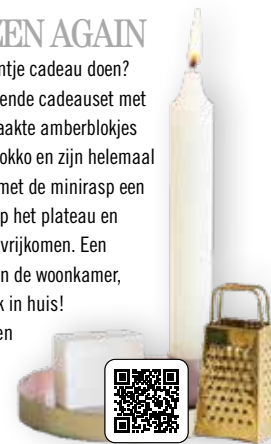 ZEN AGAIN
ntje cadeau doen?
ende cadeauset met
aakte amberblokjes
okko en zijn helemaal
met de minirasp een
p het plateau en
vrijkomen. Een
n de woonkamer,
k in huis!
en